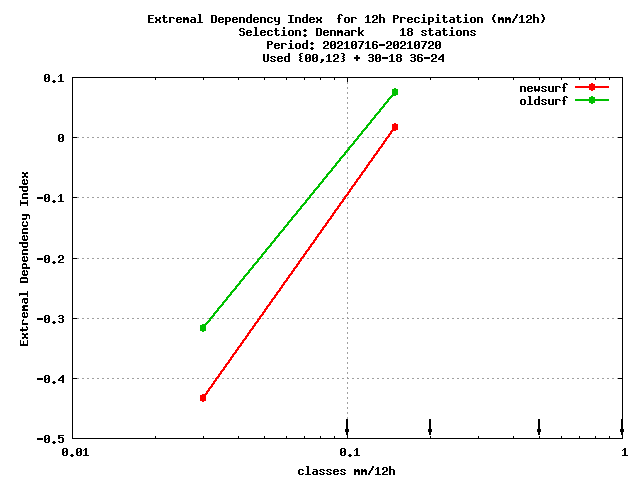 Extremal Dependency Index  for 12h Precipitation (mm/12h)
Selection: Denmark     18 stations
Period: 20210716-20210720
Used {00,12} + 30-18 36-24
newsurf
oldsurf
Extremal Dependency Index
0.1
0
-0.1
-0.2
-0.3
-0.4
-0.5
0.01
0.1
1
classes mm/12h